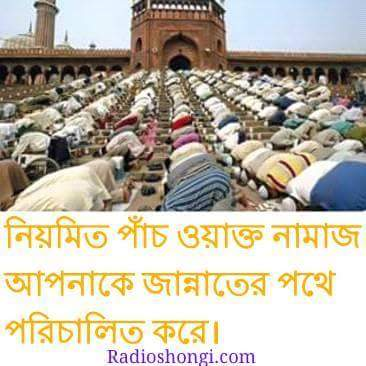 নিয়মিত পাঁচ ওয়াক্ত নামাজ
আপনাকে জান্নাতের পথে
পরিচালিত করে।
Radioshongi.com